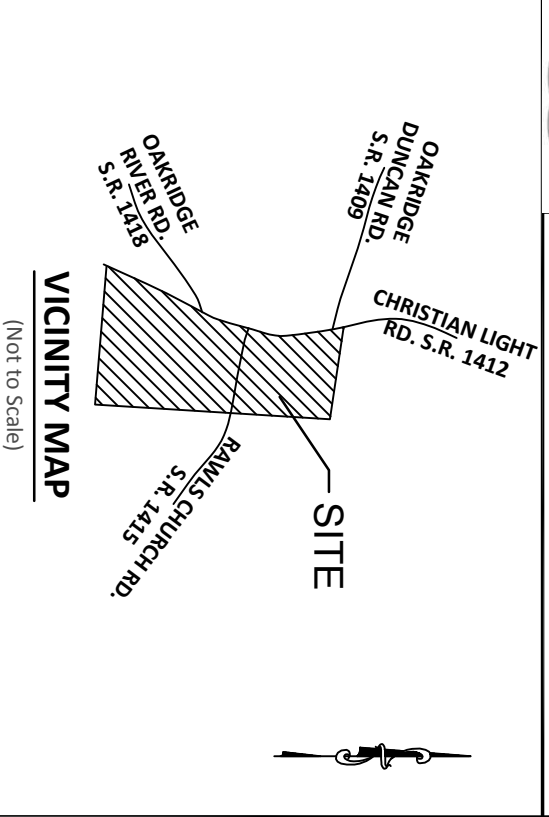 OAKRIDGE
DUNCAN RD.
S.R. 1409
CHRISTIAN LIGHT
RD. S.R. 1412
OAKRIDGE
RIVER RD.
S.R. 1418
SITE
RAWLS CHURCH RD.
S.R. 1415
VICINITY MAP
(Not to Scale)